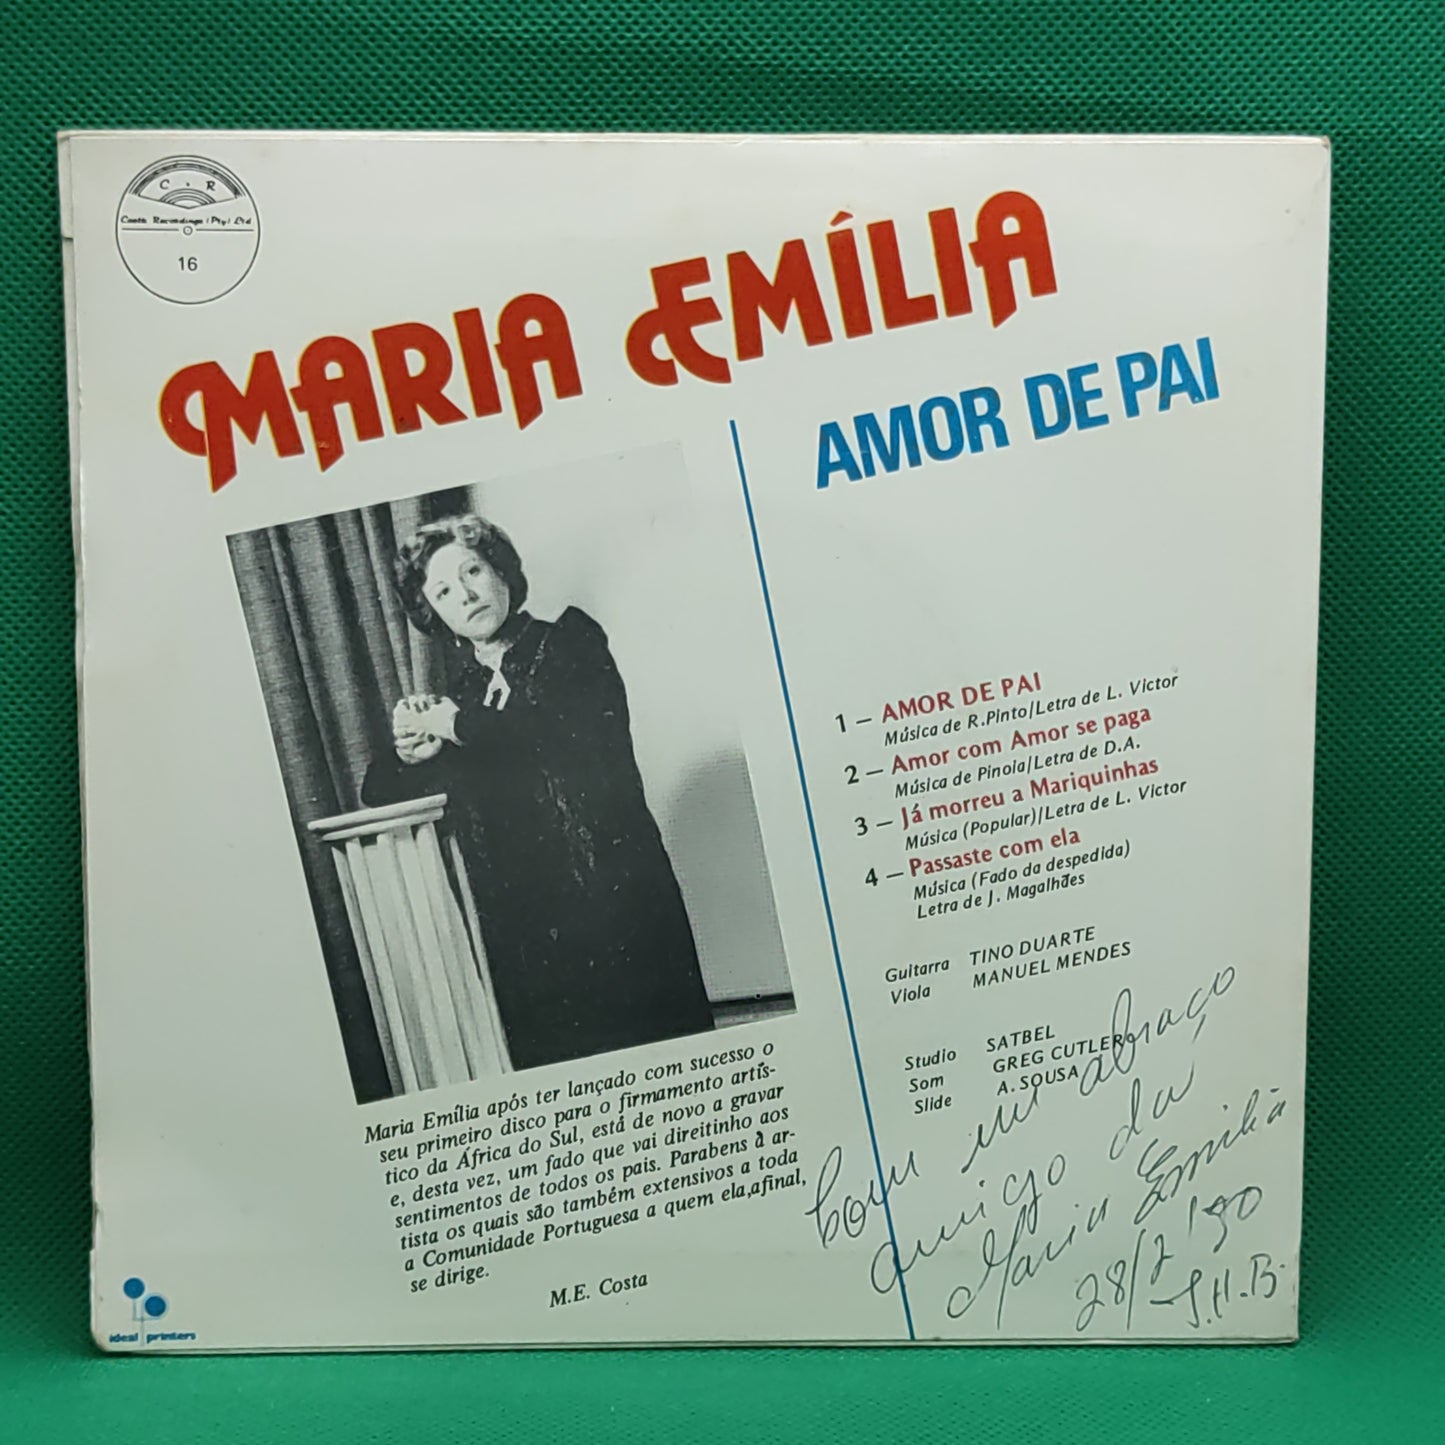 C R
Costa Recordings (Pty) Ltd
16
MARIA EMÍLIA
AMOR DE PAI
1 — AMOR DE PAI
Música de R.Pinto/Letra de L. Victor
2 — Amor com Amor se paga
Música de Pinoia/Letra de D.A.
3 — Já morreu a Mariquinhas
Música (Popular)/Letra de L. Victor
4 — Passaste com ela
Música (Fado da despedida)
Letra de J. Magalhães
Guitarra TINO DUARTE
Viola MANUEL MENDES
Studio SATBEL
Som GREG CUTLER
Slide A. SOUSA
Maria Emília após ter lançado com sucesso o
seu primeiro disco para o firmamento artís-
tico da África do Sul, está de novo a gravar
e, desta vez, um fado que vai direitinho aos
sentimentos de todos os pais. Parabens à ar-
tista os quais são também extensivos a toda
a Comunidade Portuguesa a quem ela,afinal,
se dirige.
M.E. Costa
Com um abraço
amigo da
Maria Emilia
28/2
J.H.B.
ideal printers